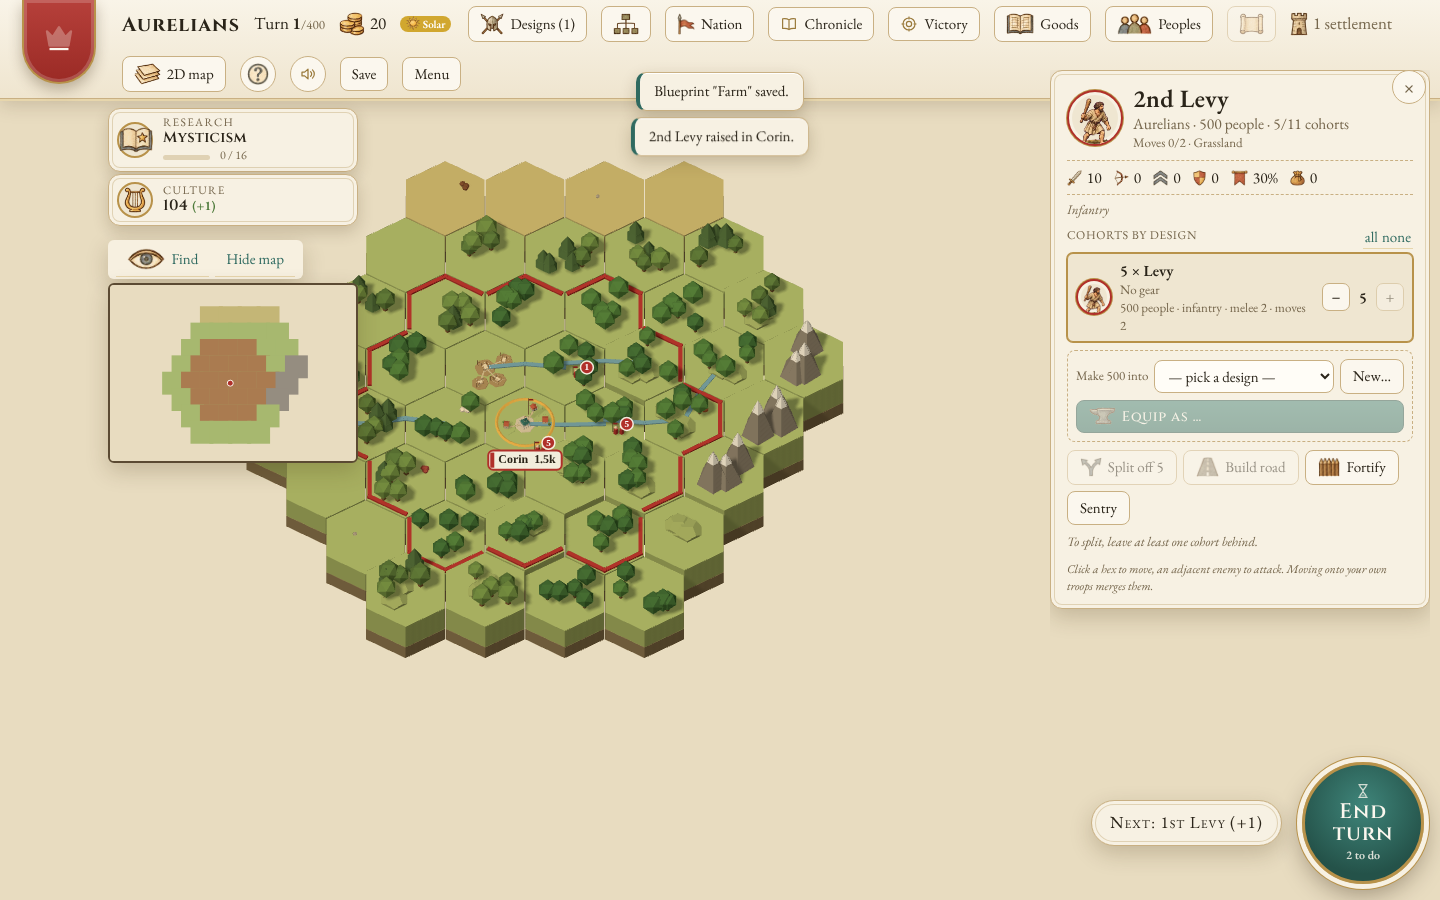 Aurelians
Turn 1/400
20
Solar
Designs (1)
Nation
Chronicle
Victory
Goods
Peoples
1 settlement
2D map
?
Save
Menu
Blueprint "Farm" saved.
2nd Levy raised in Corin.
RESEARCH
Mysticism
0 / 16
CULTURE
104 (+1)
Find
Hide map
1
5
5
Corin 1.5k
×
2nd Levy
Aurelians · 500 people · 5/11 cohorts
Moves 0/2 · Grassland
10 0 0 0 30% 0
Infantry
COHORTS BY DESIGN
all none
5 × Levy
No gear
500 people · infantry · melee 2 · moves
2
− 5 +
Make 500 into
— pick a design —
New...
Equip as ...
Split off 5
Build road
Fortify
Sentry
To split, leave at least one cohort behind.
Click a hex to move, an adjacent enemy to attack. Moving onto your own
troops merges them.
Next: 1st Levy (+1)
End
turn
2 to do